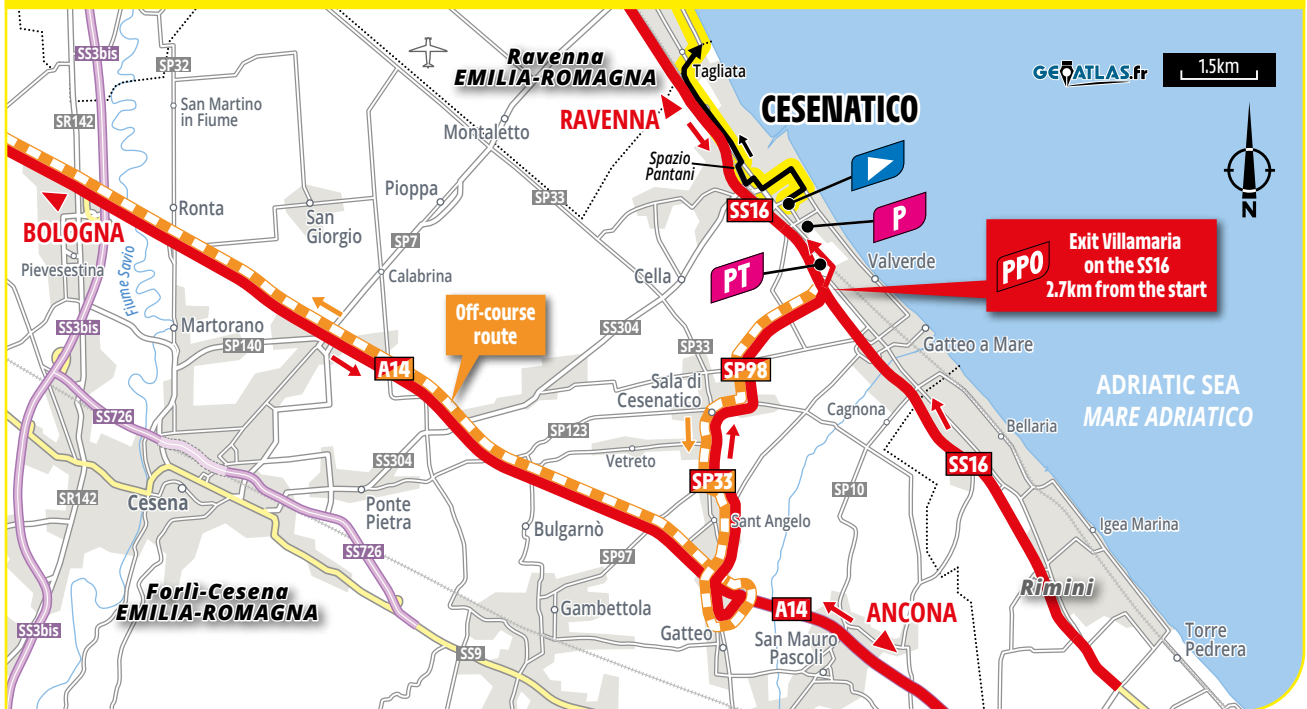 SS3bis
SP32
Ravenna
EMILIA-ROMAGNA
Tagliata
GEOATLAS.fr
1.5km
San Martino
in Fiume
SR142
Montaletto
RAVENNA
CESENATICO
Spazio
Pantani
Pioppa
SP33
N
Ronta
San
Giorgio
SS16
P
BOLOGNA
SP7
Pievesestina
Fiume Savio
Calabrina
Cella
PT
Valverde
PPO
Exit Villamaria
on the SS16
2.7km from the start
Off-course
route
SS3bis
Martorano
SP140
SS304
SP33
Gatteo a Mare
A14
SP98
Sala di
Cesenatico
ADRIATIC SEA
MARE ADRIATICO
SS726
Cagnona
Bellaria
SP123
SS304
Vetreto
SS16
SR142
Cesena
Ponte
Pietra
SP33
SP10
Bulgarnò
Sant Angelo
Igea Marina
SS726
SP97
Forlì-Cesena
EMILIA-ROMAGNA
Rimini
Gambettola
A14
ANCONA
SS3bis
Gatteo
San Mauro
Pascoli
Torre
Pedrera
SS9